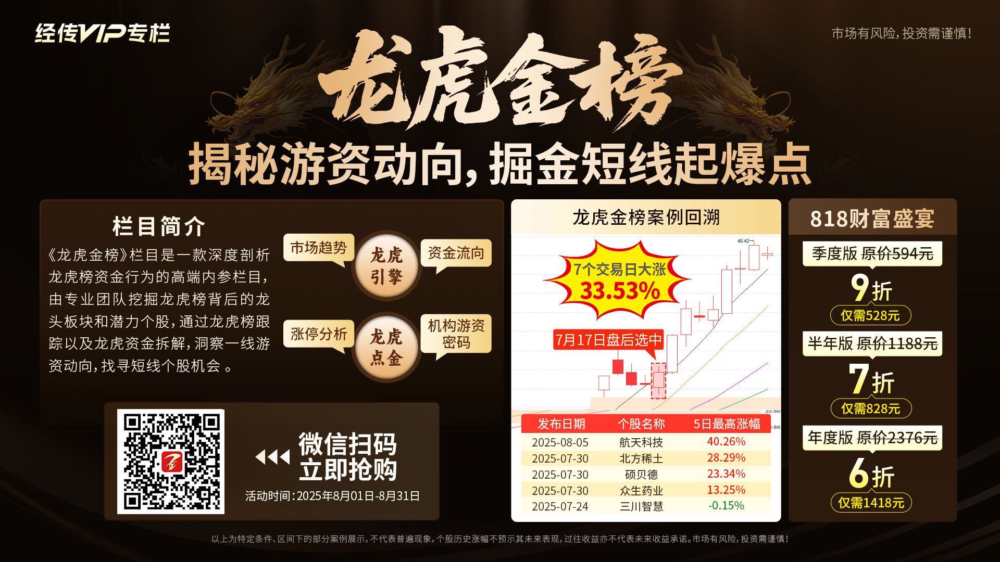 经传VIP专栏
市场有风险，投资需谨慎！
龙虎金榜
揭秘游资动向，掘金短线起爆点
栏目简介
《龙虎金榜》栏目是一款深度剖析
龙虎榜资金行为的高端内参栏目，
由专业团队挖掘龙虎榜背后的龙
头板块和潜力个股，通过龙虎榜跟
踪以及龙虎资金拆解，洞察一线游
资动向，找寻短线个股机会 。
市场趋势
龙虎
引擎
资金流向
涨停分析
龙虎
点金
机构游资
密码
微信扫码
立即抢购
活动时间：2025年8月01日-8月31日
龙虎金榜案例回溯
40.42
7个交易日大涨
33.53%
7月17日盘后选中
22.60
发布日期 个股名称 5日最高涨幅
2025-08-05 航天科技 40.26%
2025-07-30 北方稀土 28.29%
2025-07-30 硕贝德 23.34%
2025-07-30 众生药业 13.25%
2025-07-24 三川智慧 -0.15%
818财富盛宴
季度版 原价594元
9折
仅需528元
半年版 原价1188元
7折
仅需828元
年度版 原价2376元
6折
仅需1418元
以上为特定条件、区间下的部分案例展示，不代表普遍现象，个股历史涨幅不预示其未来表现，过往收益亦不代表未来收益承诺。市场有风险，投资需谨慎！